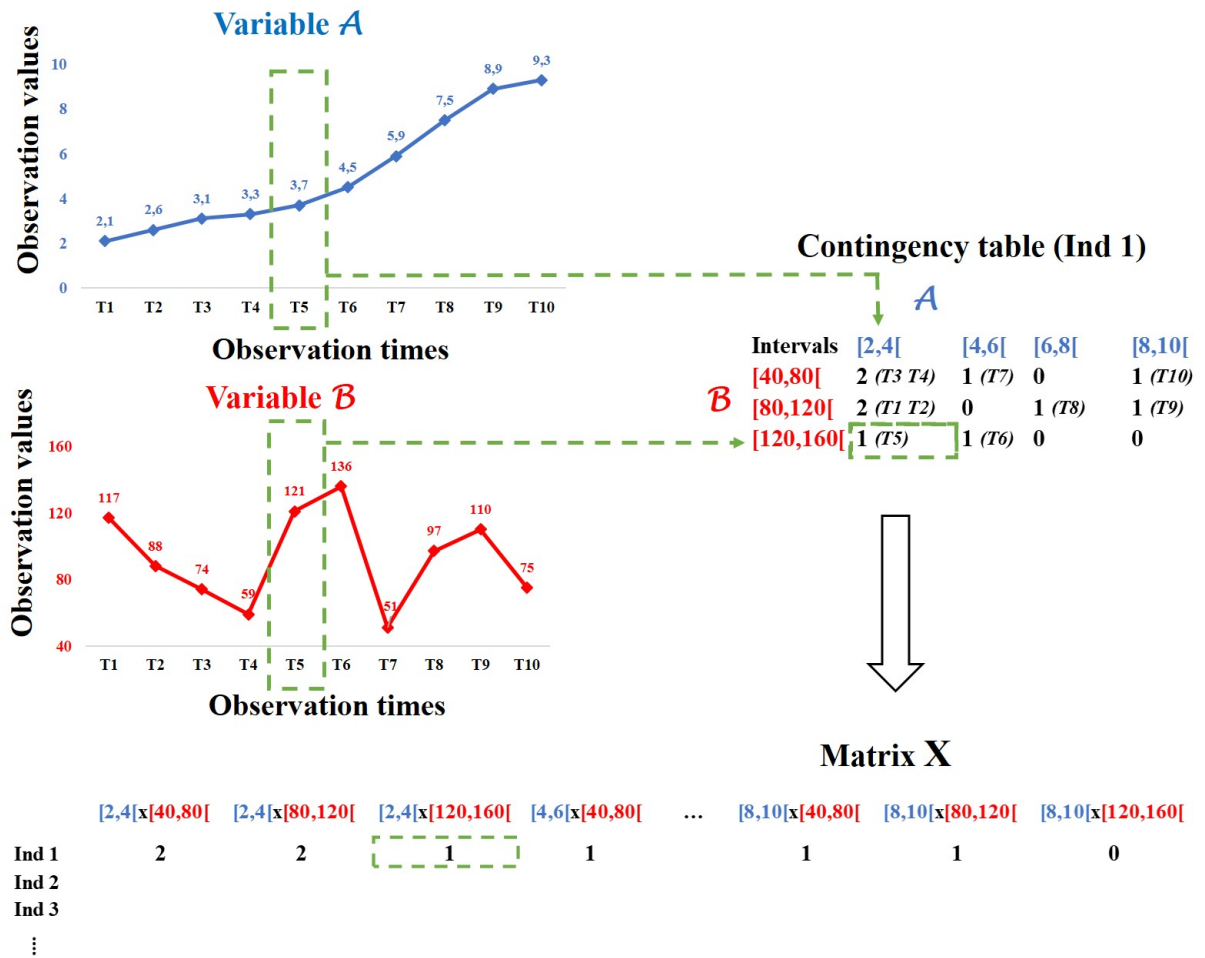 Variable A
Observation values
10
8
6
4
2
0
2,1
2,6
3,1
3,3
3,7
4,5
5,9
7,5
8,9
9,3
T1 T2 T3 T4 T5 T6 T7 T8 T9 T10
Observation times
Variable B
Observation values
160
120
80
40
117
88
74
59
121
136
51
97
110
75
T1 T2 T3 T4 T5 T6 T7 T8 T9 T10
Observation times
Contingency table (Ind 1)
A
Intervals [2,4[ [4,6[ [6,8[ [8,10[
B
[40,80[ 2 (T3 T4) 1 (T7) 0 1 (T10)
[80,120[ 2 (T1 T2) 0 1 (T8) 1 (T9)
[120,160[ 1 (T5) 1 (T6) 0 0
Matrix X
[2,4[x[40,80[ [2,4[x[80,120[ [2,4[x[120,160[ [4,6[x[40,80[ ... [8,10[x[40,80[ [8,10[x[80,120[ [8,10[x[120,160[
Ind 1 2 2 1 1 1 1 0
Ind 2
Ind 3
⁞